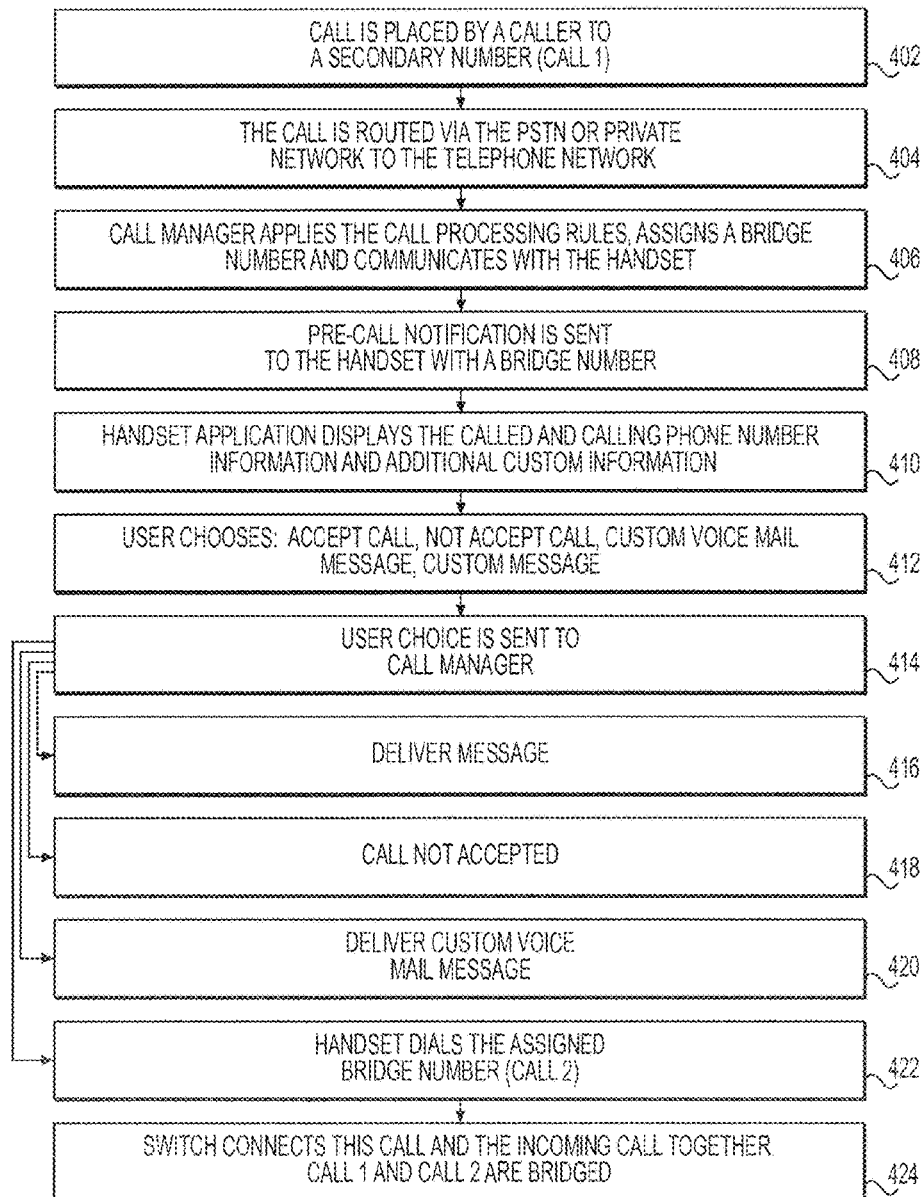 CALL IS PLACED BY A CALLER TO
A SECONDARY NUMBER (CALL 1)
402
THE CALL IS ROUTED VIA THE PSTN OR PRIVATE
NETWORK TO THE TELEPHONE NETWORK
404
CALL MANAGER APPLIES THE CALL PROCESSING RULES, ASSIGNS A BRIDGE
NUMBER AND COMMUNICATES WITH THE HANDSET
406
PRE-CALL NOTIFICATION IS SENT
TO THE HANDSET WITH A BRIDGE NUMBER
408
HANDSET APPLICATION DISPLAYS THE CALLED AND CALLING PHONE NUMBER
INFORMATION AND ADDITIONAL CUSTOM INFORMATION
410
USER CHOOSES: ACCEPT CALL, NOT ACCEPT CALL, CUSTOM VOICE MAIL
MESSAGE, CUSTOM MESSAGE
412
USER CHOICE IS SENT TO
CALL MANAGER
414
DELIVER MESSAGE
416
CALL NOT ACCEPTED
418
DELIVER CUSTOM VOICE
MAIL MESSAGE
420
HANDSET DIALS THE ASSIGNED
BRIDGE NUMBER (CALL 2)
422
SWITCH CONNECTS THIS CALL AND THE INCOMING CALL TOGETHER
CALL 1 AND CALL 2 ARE BRIDGED
424